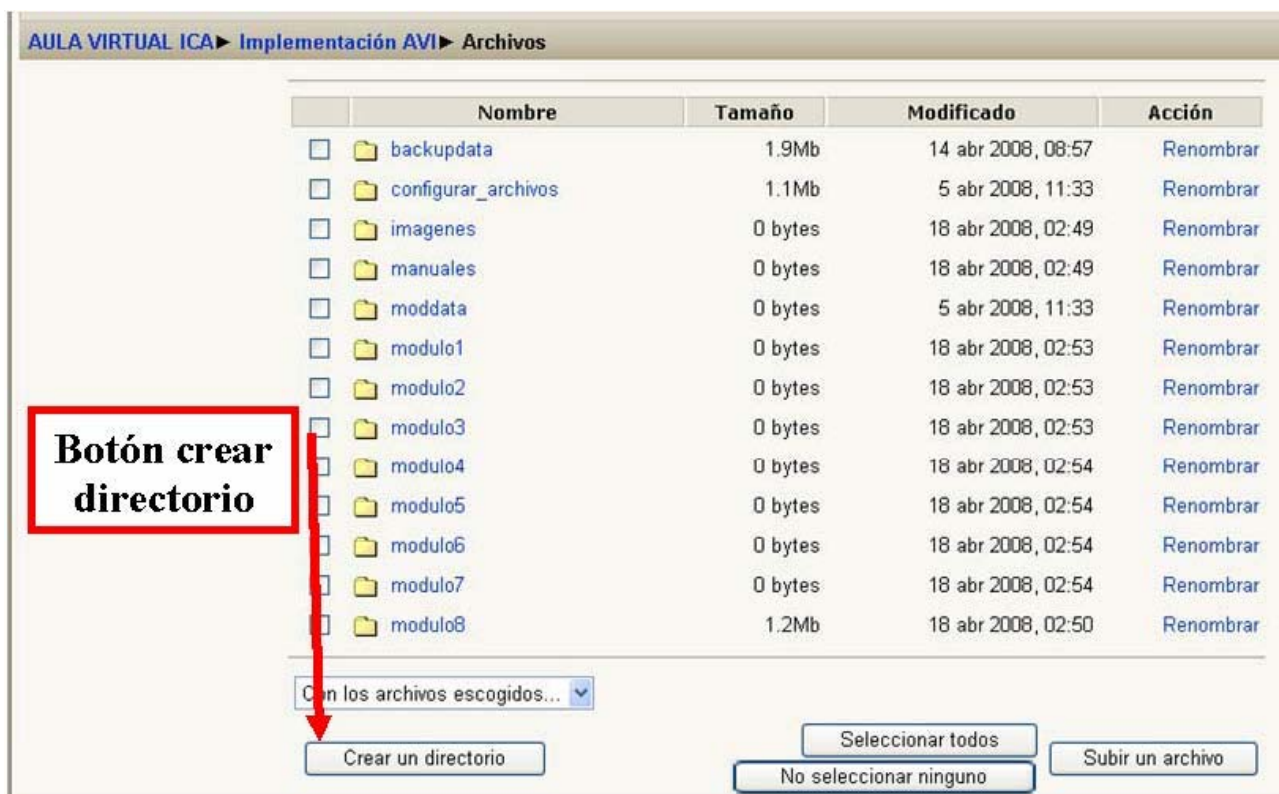 AULA VIRTUAL ICA► Implementación AVI► Archivos
Nombre Tamaño Modificado Acción
backupdata 1.9Mb 14 abr 2008, 08:57 Renombrar
configurar_archivos 1.1Mb 5 abr 2008, 11:33 Renombrar
imagenes 0 bytes 18 abr 2008, 02:49 Renombrar
manuales 0 bytes 18 abr 2008, 02:49 Renombrar
moddata 0 bytes 5 abr 2008, 11:33 Renombrar
modulo1 0 bytes 18 abr 2008, 02:53 Renombrar
modulo2 0 bytes 18 abr 2008, 02:53 Renombrar
modulo3 0 bytes 18 abr 2008, 02:53 Renombrar
modulo4 0 bytes 18 abr 2008, 02:54 Renombrar
modulo5 0 bytes 18 abr 2008, 02:54 Renombrar
modulo6 0 bytes 18 abr 2008, 02:54 Renombrar
modulo7 0 bytes 18 abr 2008, 02:54 Renombrar
modulo8 1.2Mb 18 abr 2008, 02:50 Renombrar
Botón crear
directorio
Con los archivos escogidos...
Seleccionar todos
Crear un directorio
Subir un archivo
No seleccionar ninguno